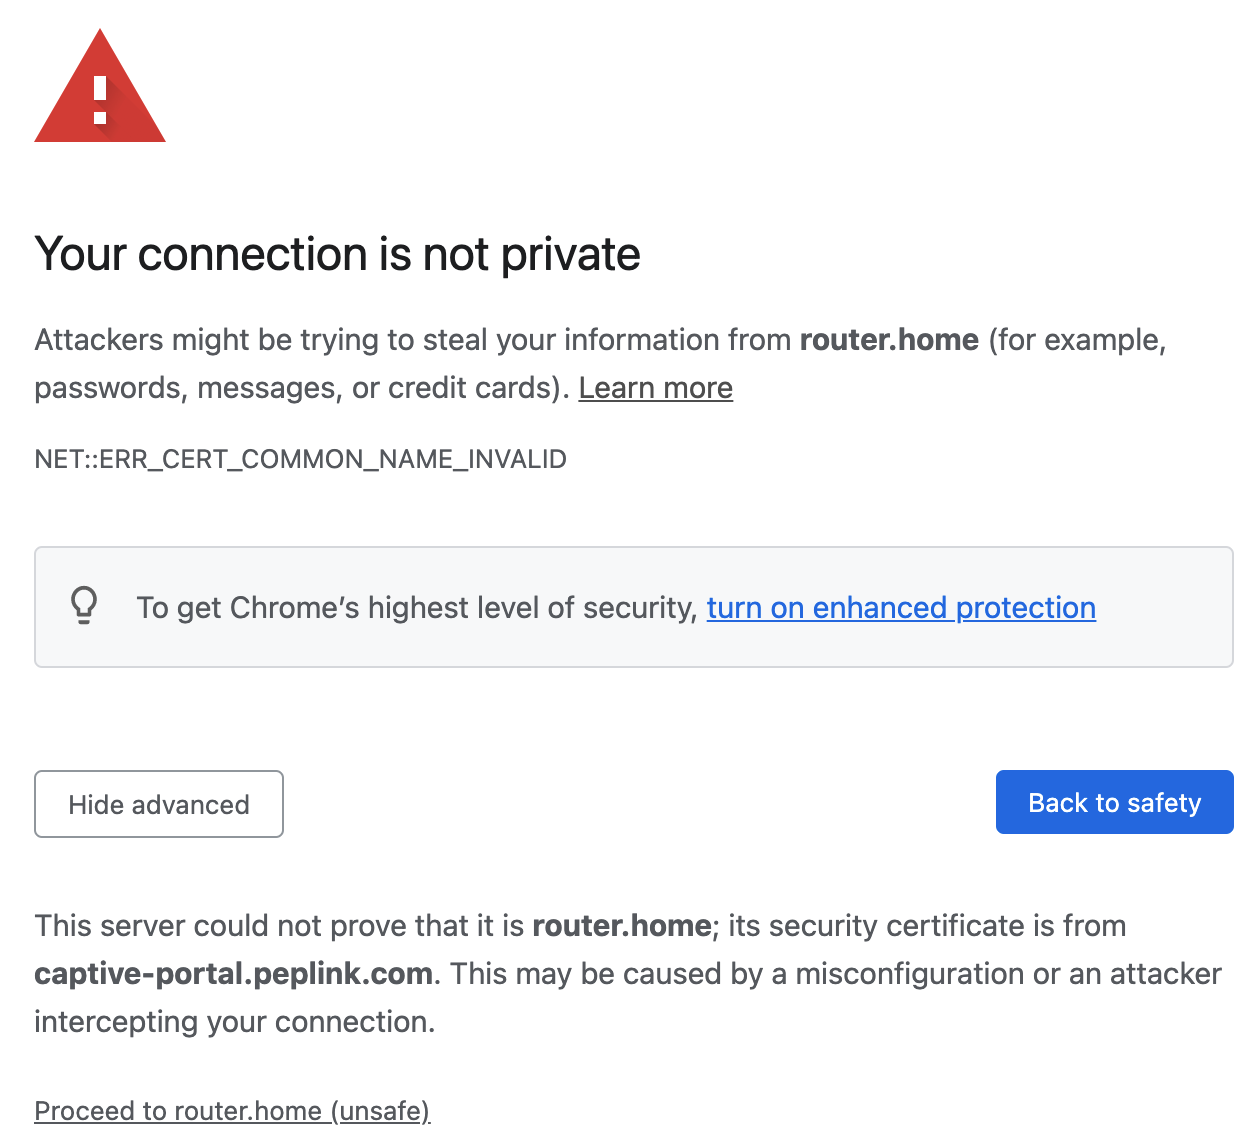 Your connection is not private
Attackers might be trying to steal your information from router.home (for example,
passwords, messages, or credit cards). Learn more
NET::ERR_CERT_COMMON_NAME_INVALID
To get Chrome’s highest level of security, turn on enhanced protection
Hide advanced
Back to safety
This server could not prove that it is router.home; its security certificate is from
captive-portal.peplink.com. This may be caused by a misconfiguration or an attacker
intercepting your connection.
Proceed to router.home (unsafe)